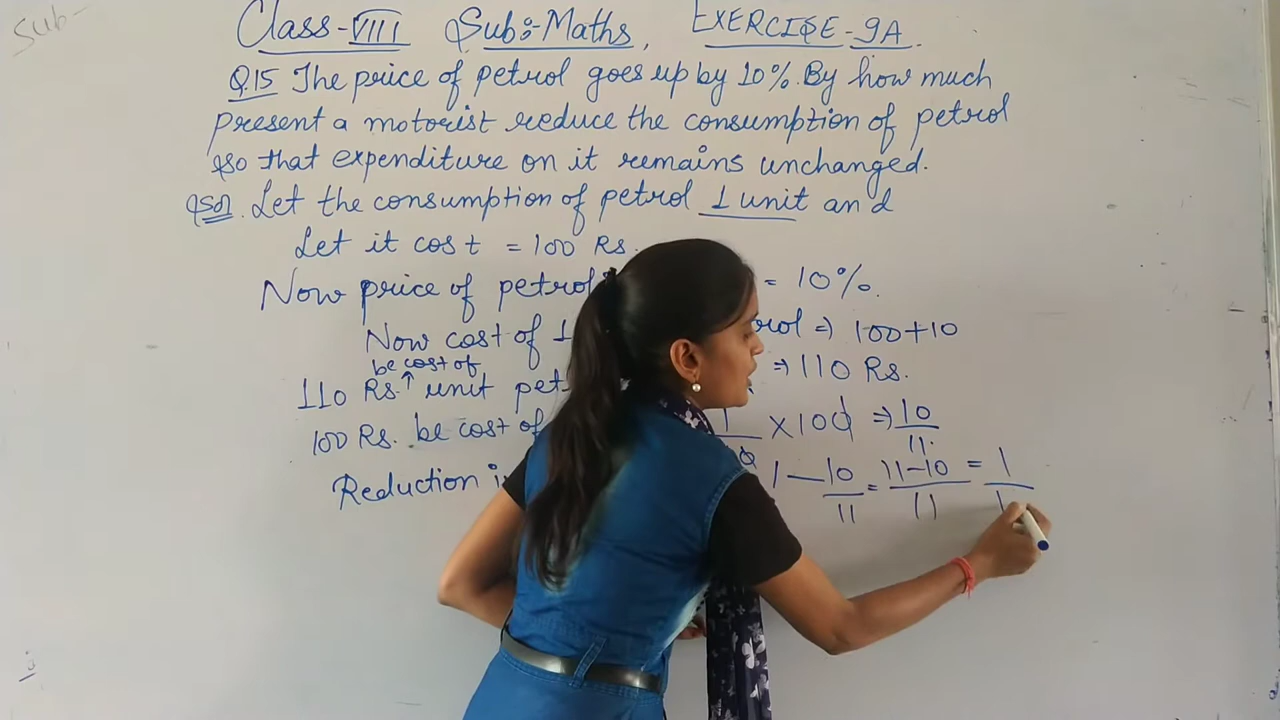 Sub-
Class-VIII Sub:-Maths, EXERCISE-9A.
Q.15 The price of petrol goes up by 10%. By how much
present a motorist reduce the consumption of petrol
so that expenditure on it remains unchanged.
Sol. Let the consumption of petrol 1 unit and
Let it cost = 100 Rs.
Now price of petrol = 10%.
Now cost of 1 ⇒ 100+10
be cost of
110 Rs.↑ unit pet ⇒ 110 Rs.
100 Rs. be cost of × 100 ⇒ 10/11.
Reduction 1 - 10/11 = 11-10/11 = 1/1